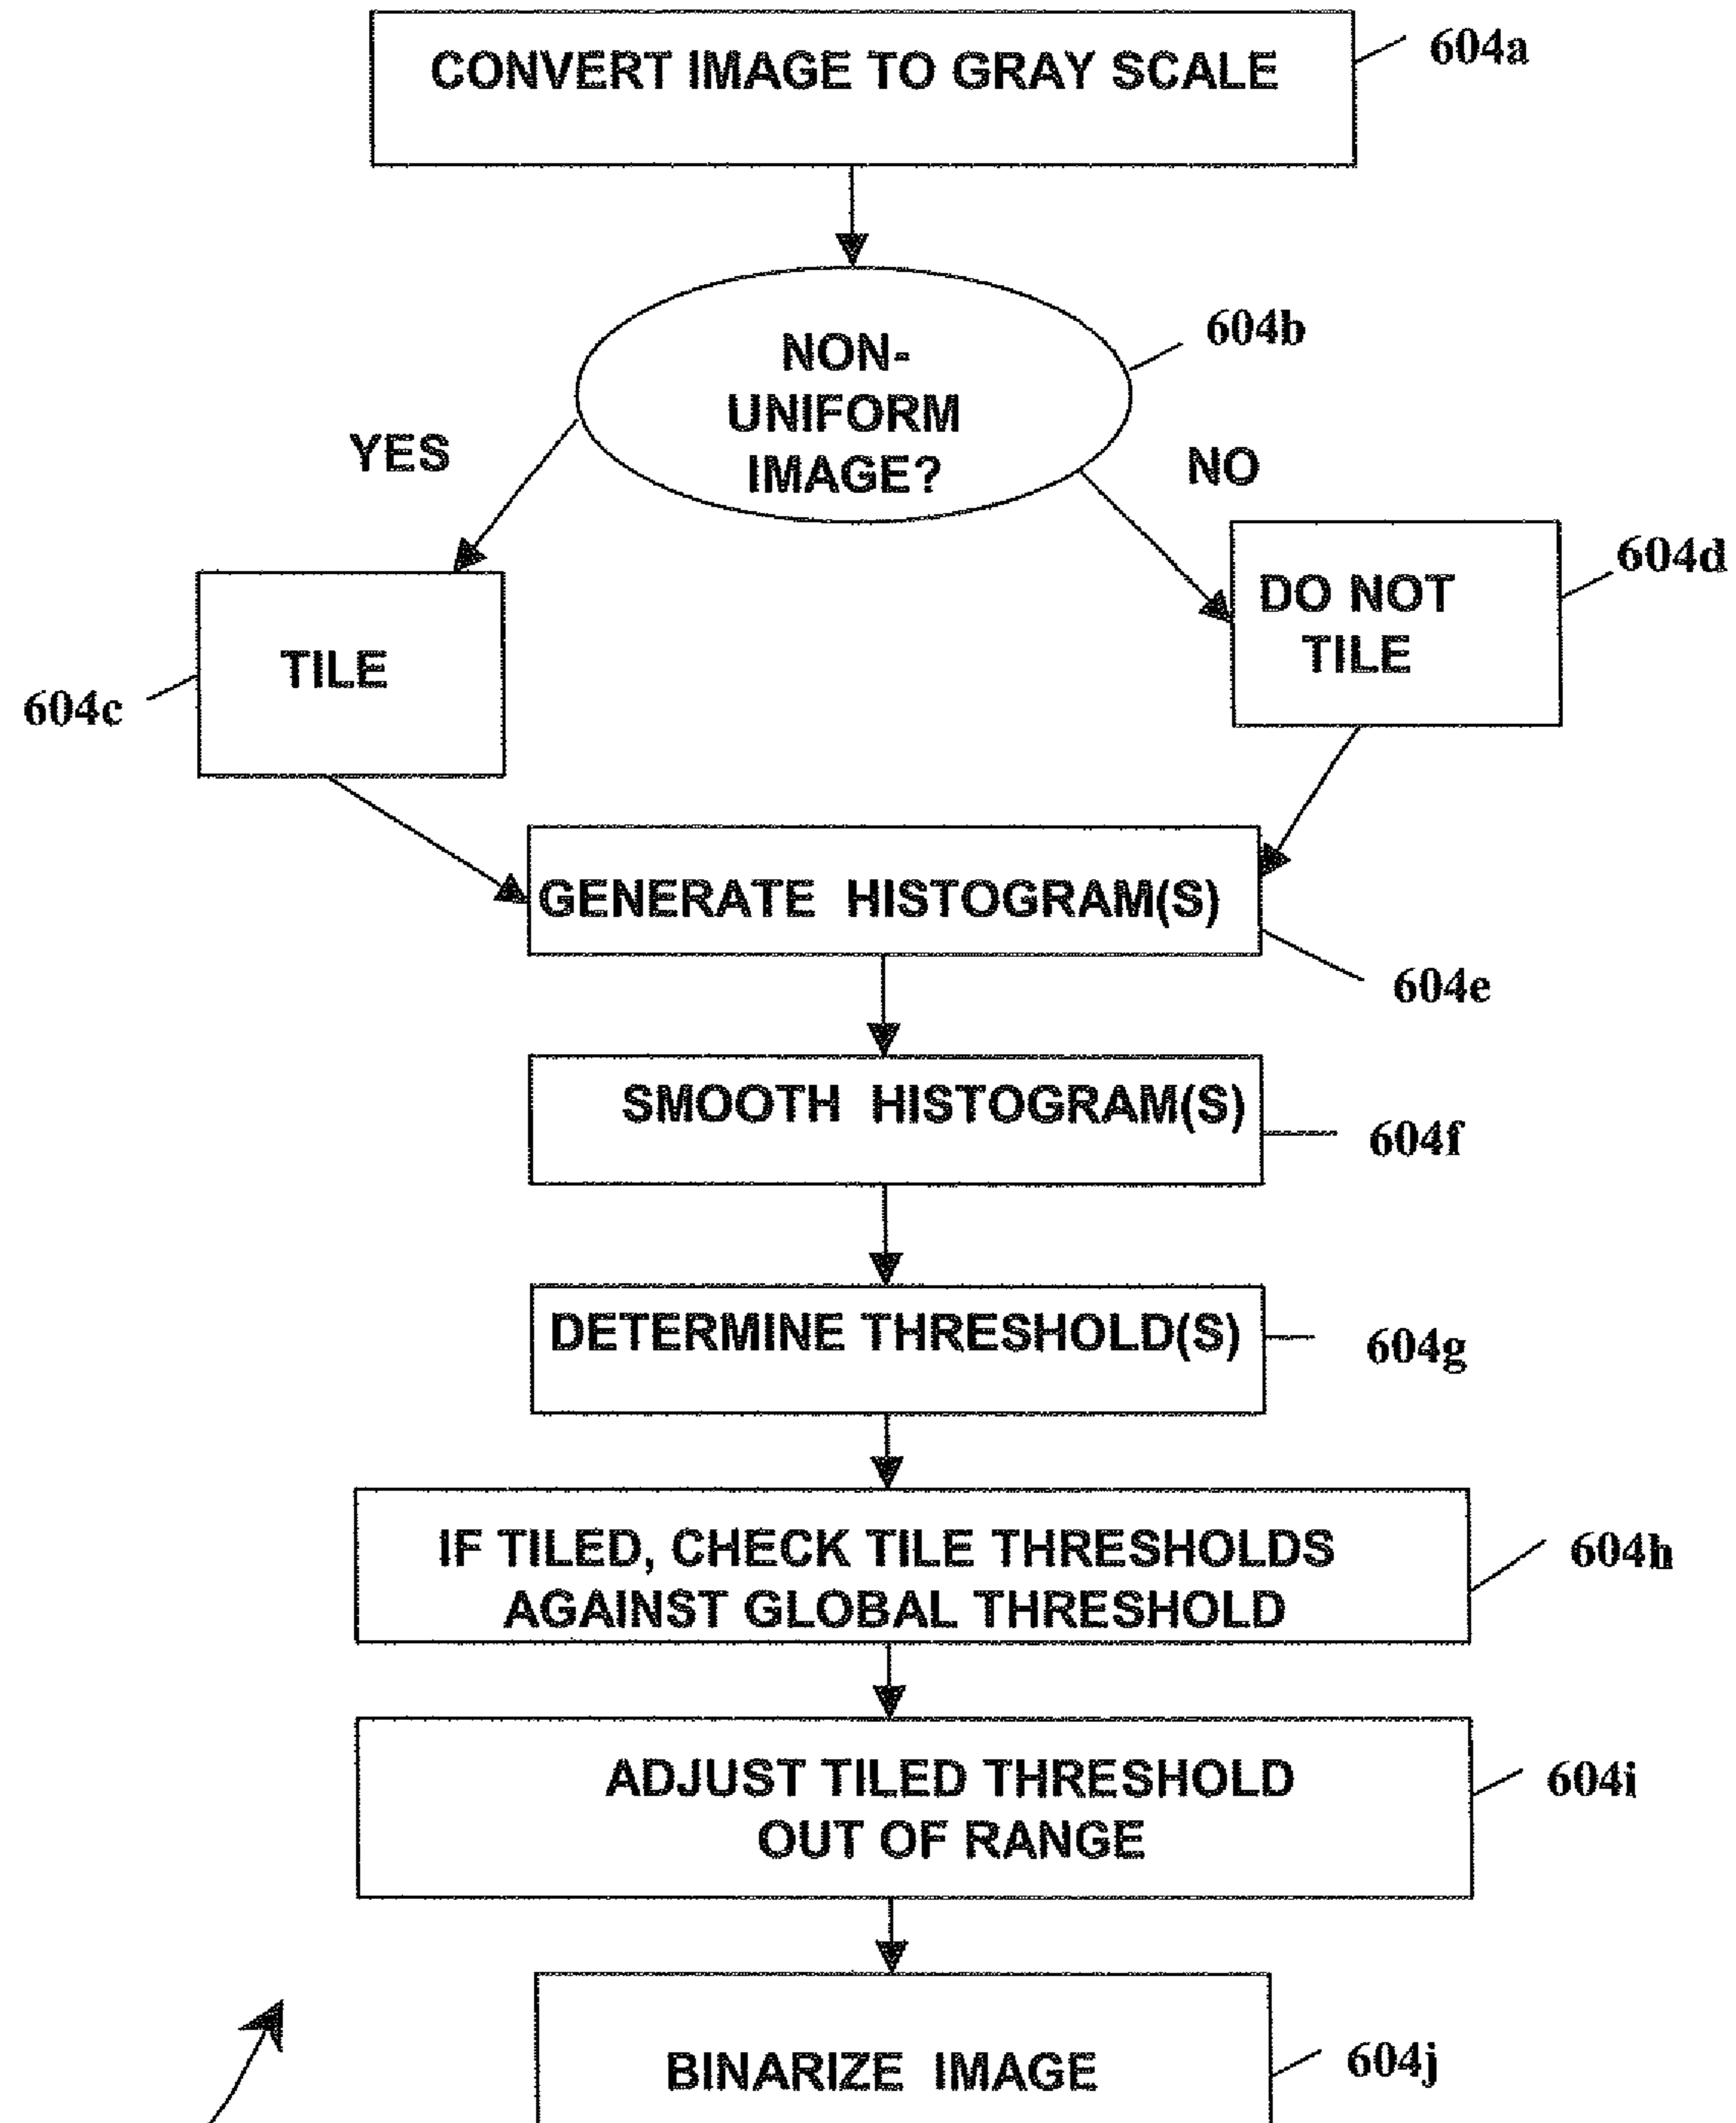 CONVERT IMAGE TO GRAY SCALE
604a
NON-
UNIFORM
IMAGE?
604b
YES
NO
TILE
604c
DO NOT
TILE
604d
GENERATE HISTOGRAM(S)
604e
SMOOTH HISTOGRAM(S)
604f
DETERMINE THRESHOLD(S)
604g
IF TILED, CHECK TILE THRESHOLDS
AGAINST GLOBAL THRESHOLD
604h
ADJUST TILED THRESHOLD
OUT OF RANGE
604i
BINARIZE IMAGE
604j